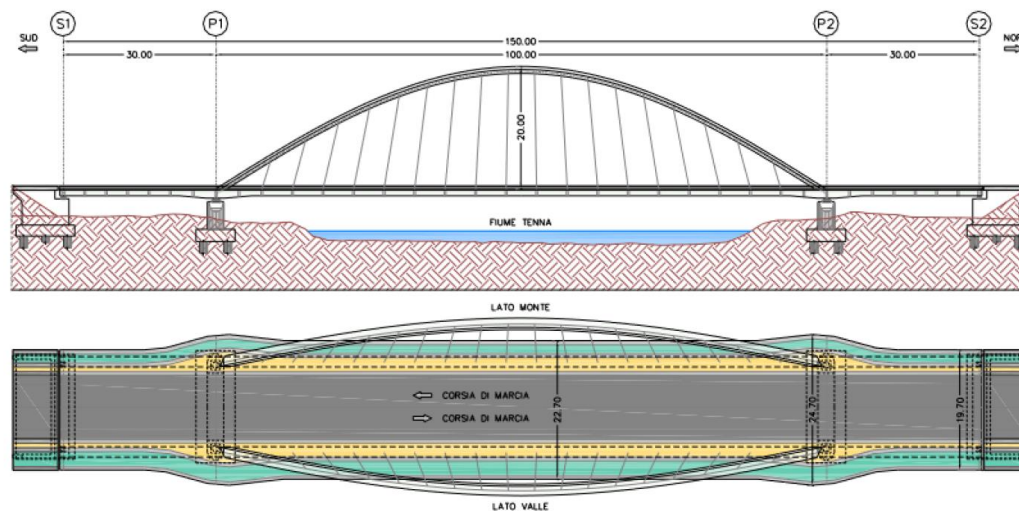 S1 P1 P2 S2
SUD NOR
150.00
30.00 100.00 30.00
20.00
FIUME TENNA
LATO MONTE
CORSIA DI MARCIA
CORSIA DI MARCIA
22.70
24.70
19.70
LATO VALLE